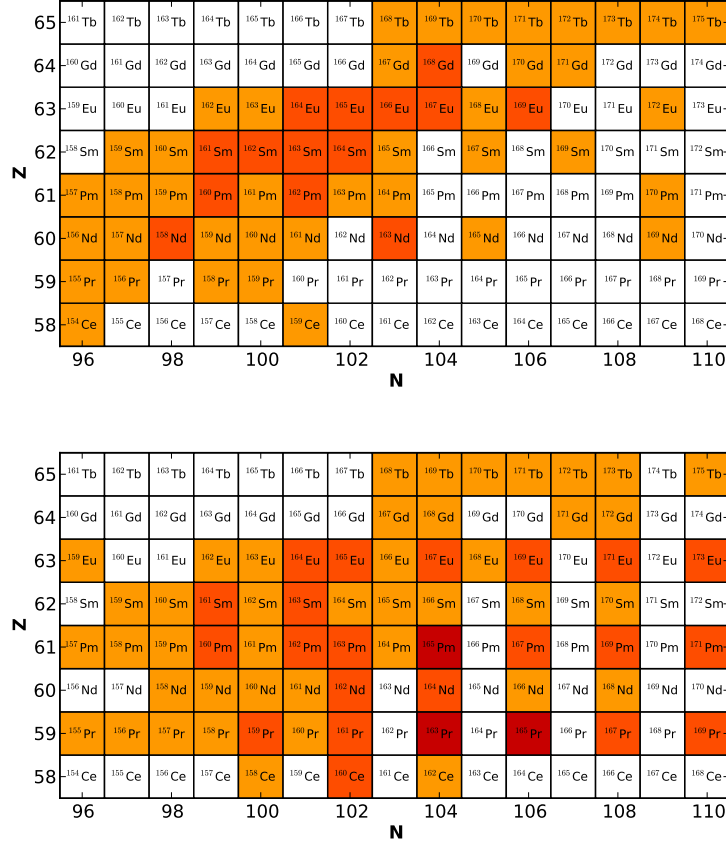 65 161Tb 162Tb 163Tb 164Tb 165Tb 166Tb 167Tb 168Tb 169Tb 170Tb 171Tb 172Tb 173Tb 174Tb 175Tb
64 160Gd 161Gd 162Gd 163Gd 164Gd 165Gd 166Gd 167Gd 168Gd 169Gd 170Gd 171Gd 172Gd 173Gd 174Gd
63 159Eu 160Eu 161Eu 162Eu 163Eu 164Eu 165Eu 166Eu 167Eu 168Eu 169Eu 170Eu 171Eu 172Eu 173Eu
62 158Sm 159Sm 160Sm 161Sm 162Sm 163Sm 164Sm 165Sm 166Sm 167Sm 168Sm 169Sm 170Sm 171Sm 172Sm
Z
61 157Pm 158Pm 159Pm 160Pm 161Pm 162Pm 163Pm 164Pm 165Pm 166Pm 167Pm 168Pm 169Pm 170Pm 171Pm
60 156Nd 157Nd 158Nd 159Nd 160Nd 161Nd 162Nd 163Nd 164Nd 165Nd 166Nd 167Nd 168Nd 169Nd 170Nd
59 155Pr 156Pr 157Pr 158Pr 159Pr 160Pr 161Pr 162Pr 163Pr 164Pr 165Pr 166Pr 167Pr 168Pr 169Pr
58 154Ce 155Ce 156Ce 157Ce 158Ce 159Ce 160Ce 161Ce 162Ce 163Ce 164Ce 165Ce 166Ce 167Ce 168Ce
96 98 100 102 104 106 108 110
N
65 161Tb 162Tb 163Tb 164Tb 165Tb 166Tb 167Tb 168Tb 169Tb 170Tb 171Tb 172Tb 173Tb 174Tb 175Tb
64 160Gd 161Gd 162Gd 163Gd 164Gd 165Gd 166Gd 167Gd 168Gd 169Gd 170Gd 171Gd 172Gd 173Gd 174Gd
63 159Eu 160Eu 161Eu 162Eu 163Eu 164Eu 165Eu 166Eu 167Eu 168Eu 169Eu 170Eu 171Eu 172Eu 173Eu
62 158Sm 159Sm 160Sm 161Sm 162Sm 163Sm 164Sm 165Sm 166Sm 167Sm 168Sm 169Sm 170Sm 171Sm 172Sm
Z
61 157Pm 158Pm 159Pm 160Pm 161Pm 162Pm 163Pm 164Pm 165Pm 166Pm 167Pm 168Pm 169Pm 170Pm 171Pm
60 156Nd 157Nd 158Nd 159Nd 160Nd 161Nd 162Nd 163Nd 164Nd 165Nd 166Nd 167Nd 168Nd 169Nd 170Nd
59 155Pr 156Pr 157Pr 158Pr 159Pr 160Pr 161Pr 162Pr 163Pr 164Pr 165Pr 166Pr 167Pr 168Pr 169Pr
58 154Ce 155Ce 156Ce 157Ce 158Ce 159Ce 160Ce 161Ce 162Ce 163Ce 164Ce 165Ce 166Ce 167Ce 168Ce
96 98 100 102 104 106 108 110
N